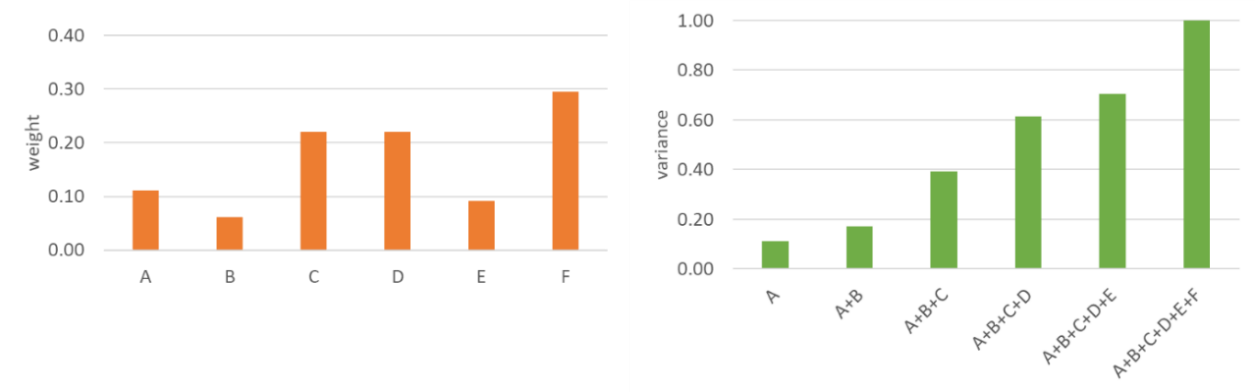 0.40
0.30
0.20
0.10
0.00
weight
A B C D E F
1.00
0.80
0.60
0.40
0.20
0.00
variance
A
A+B
A+B+C
A+B+C+D
A+B+C+D+E
A+B+C+D+E+F